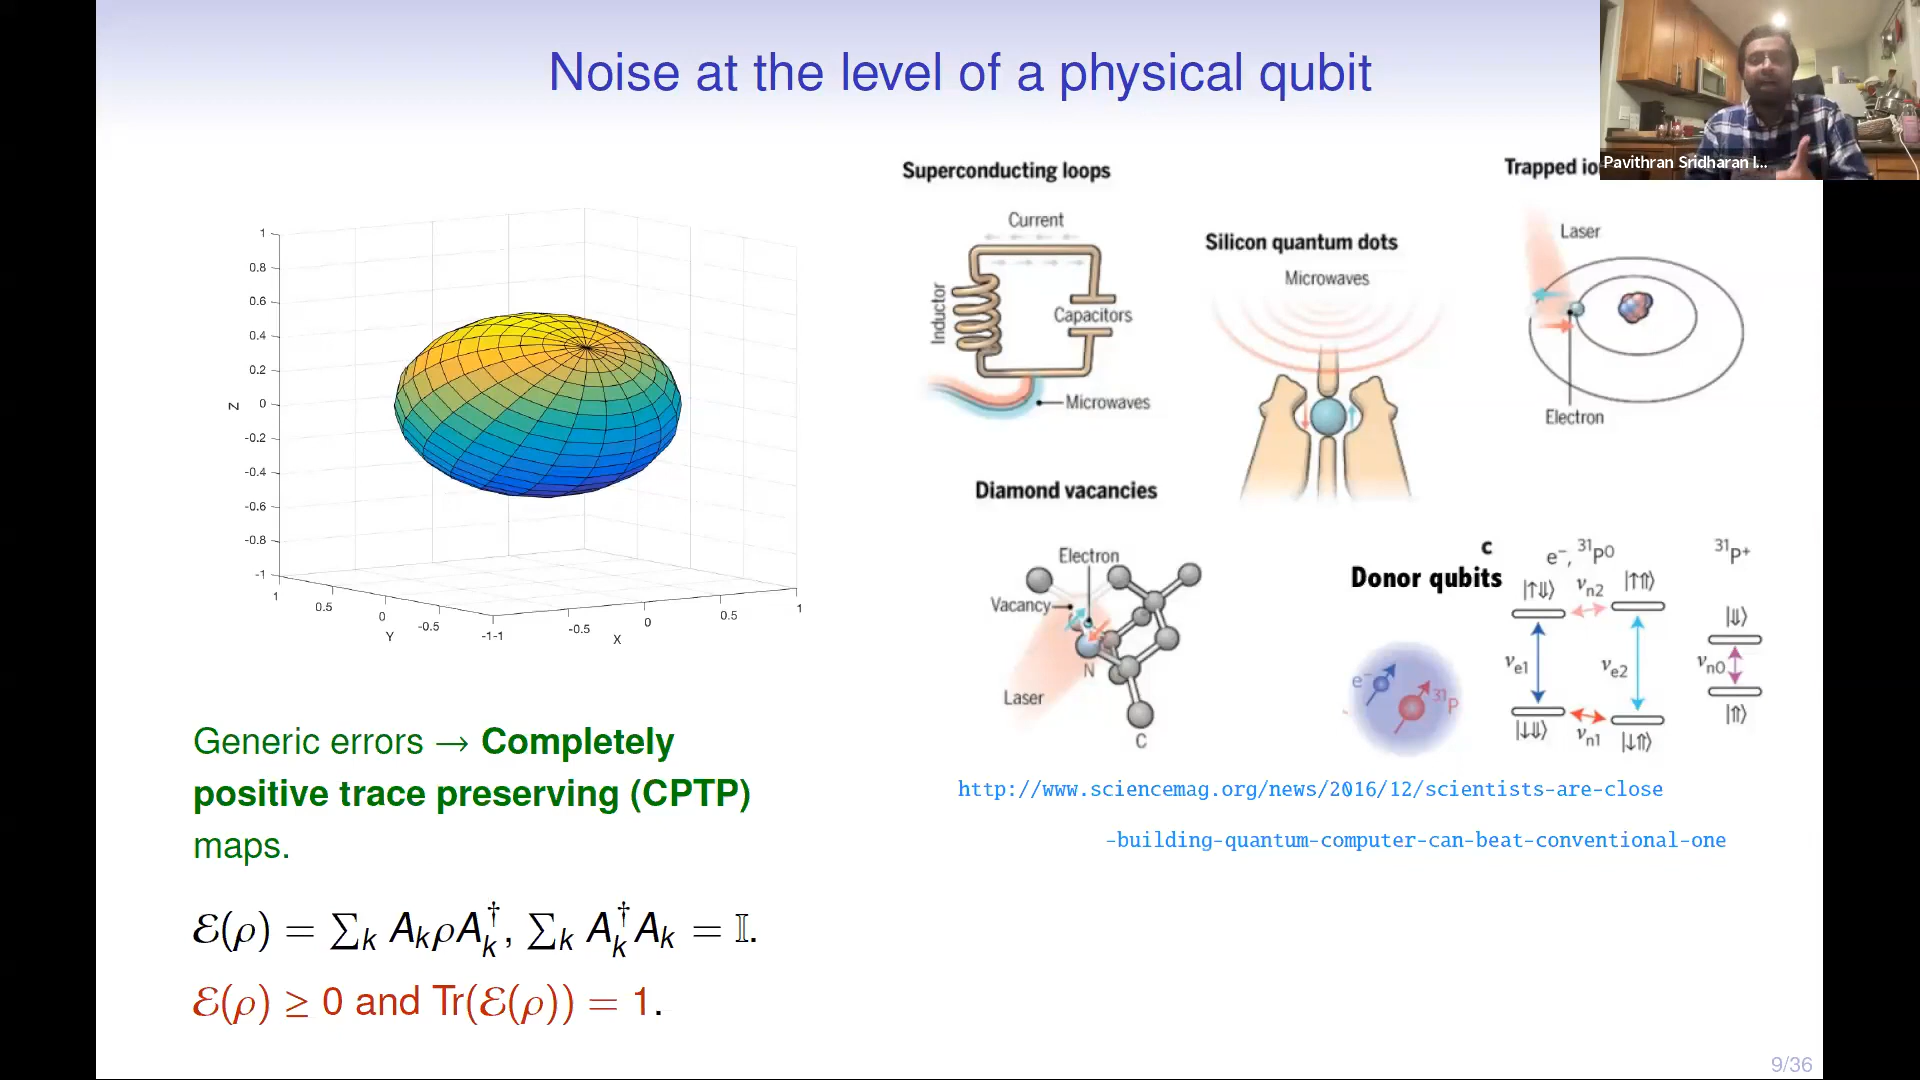 Noise at the level of a physical qubit
Pavithran Sridharan I...
1
0.8
0.6
0.4
0.2
0
-0.2
-0.4
-0.6
-0.8
-1
Z
1
0.5
0
-0.5
-1
Y
-1
-0.5
0
0.5
1
X
Generic errors → Completely
positive trace preserving (CPTP)
maps.
ℰ(ρ) = ∑ₖ AₖρAₖ†, ∑ₖ Aₖ†Aₖ = 𝕀.
ℰ(ρ) ≥ 0 and Tr(ℰ(ρ)) = 1.
Superconducting loops
Current
Inductor
Capacitors
Microwaves
Silicon quantum dots
Microwaves
Trapped io
Laser
Electron
Diamond vacancies
Electron
Vacancy
N
Laser
C
Donor qubits
e⁻
³¹P
c
e⁻, ³¹P0
³¹P⁺
|↑⇓⟩
νn2
|↑⇑⟩
|⇓⟩
νe1
νe2
νn0
|↓⇓⟩
νn1
|↓⇑⟩
|⇑⟩
http://www.sciencemag.org/news/2016/12/scientists-are-close
-building-quantum-computer-can-beat-conventional-one
9/36